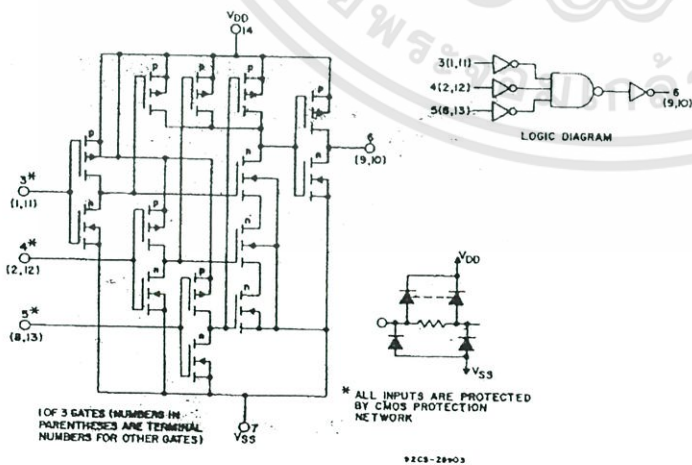 VDD
14
p
p
p
p
p
3*
(1,11)
n
n
6
(9,10)
4*
(2,12)
p
n
n
5*
(8,13)
p
n
n
1 OF 3 GATES (NUMBERS IN
PARENTHESES ARE TERMINAL
NUMBERS FOR OTHER GATES)
7
VSS
3(1,11)
4(2,12)
5(8,13)
6
(9,10)
LOGIC DIAGRAM
VDD
VSS
* ALL INPUTS ARE PROTECTED
BY CMOS PROTECTION
NETWORK
92CS-28903